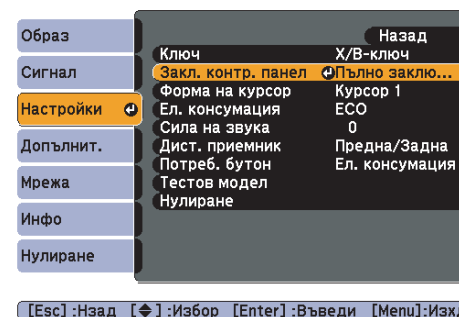 Образ
Сигнал
Настройки
Допълнит.
Мрежа
Инфо
Нулиране
Назад
Ключ Х/В-ключ
Закл. контр. панел Пълно заклю...
Форма на курсор Курсор 1
Ел. консумация ECO
Сила на звука 0
Дист. приемник Предна/Задна
Потреб. бутон Ел. консумация
Тестов модел
Нулиране
[Esc] :Нзад [ ] :Избор [Enter] :Въведи [Menu]:Изх